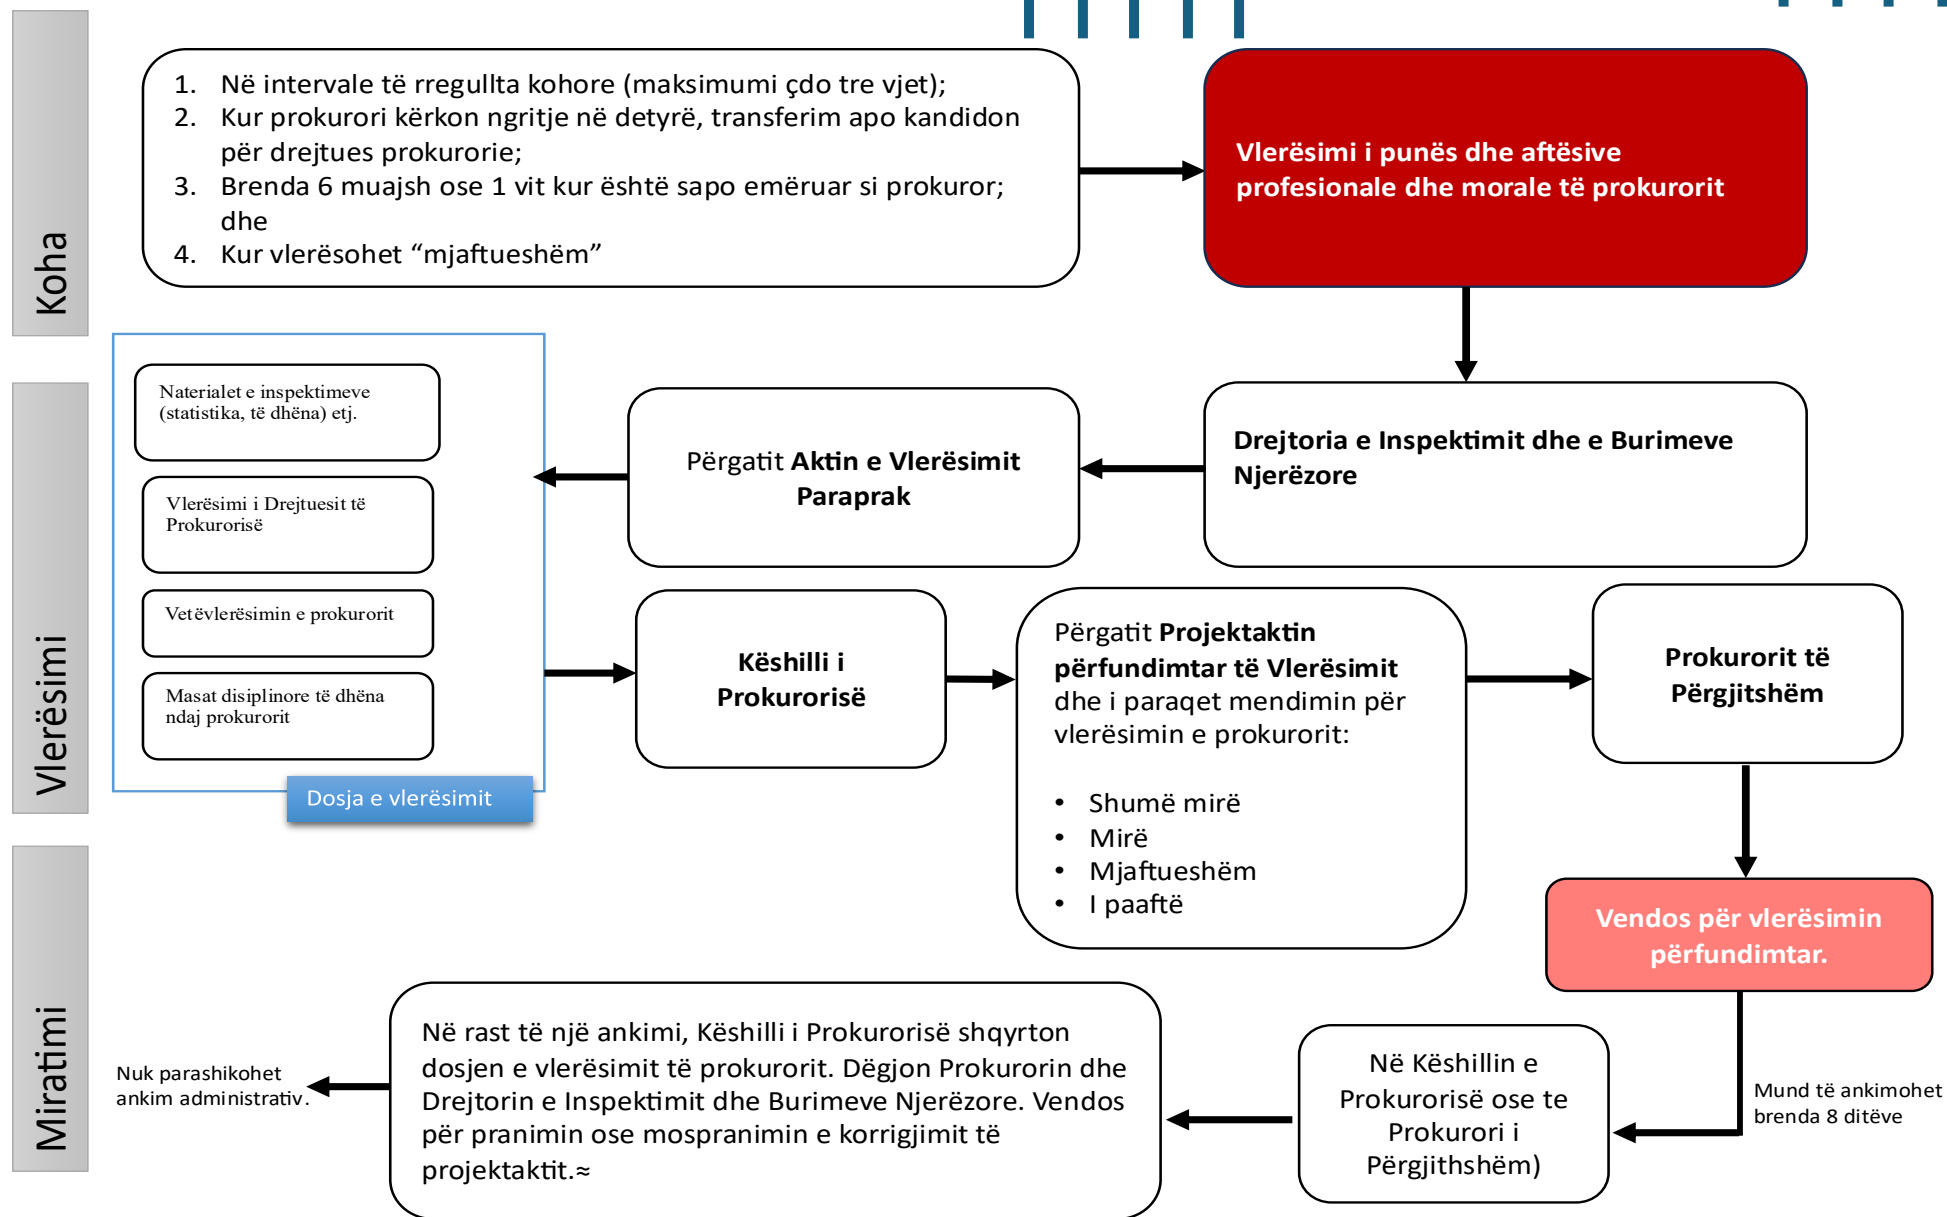 Koha
1. Në intervale të rregullta kohore (maksimumi çdo tre vjet);
2. Kur prokurori kërkon ngritje në detyrë, transferim apo kandidon
për drejtues prokurorie;
3. Brenda 6 muajsh ose 1 vit kur është sapo emëruar si prokuror;
dhe
4. Kur vlerësohet “mjaftueshëm”
Vlerësimi i punës dhe aftësive
profesionale dhe morale të prokurorit
Vlerësimi
Naterialet e inspektimeve
(statistika, të dhëna) etj.
Vlerësimi i Drejtuesit të
Prokurorisë
Vetëvlerësimin e prokurorit
Masat disiplinore të dhëna
ndaj prokurorit
Dosja e vlerësimit
Përgatit Aktin e Vlerësimit
Paraprak
Drejtoria e Inspektimit dhe e Burimeve
Njerëzore
Këshilli i
Prokurorisë
Përgatit Projektaktin
përfundimtar të Vlerësimit
dhe i paraqet mendimin për
vlerësimin e prokurorit:
• Shumë mirë
• Mirë
• Mjaftueshëm
• I paaftë
Prokurorit të
Përgjitshëm
Miratimi
Vendos për vlerësimin
përfundimtar.
Mund të ankimohet
brenda 8 ditëve
Në Këshillin e
Prokurorisë ose te
Prokurori i
Përgjithshëm)
Në rast të një ankimi, Këshilli i Prokurorisë shqyrton
dosjen e vlerësimit të prokurorit. Dëgjon Prokurorin dhe
Drejtorin e Inspektimit dhe Burimeve Njerëzore. Vendos
për pranimin ose mospranimin e korrigjimit të
projektaktit.≈
Nuk parashikohet
ankim administrativ.